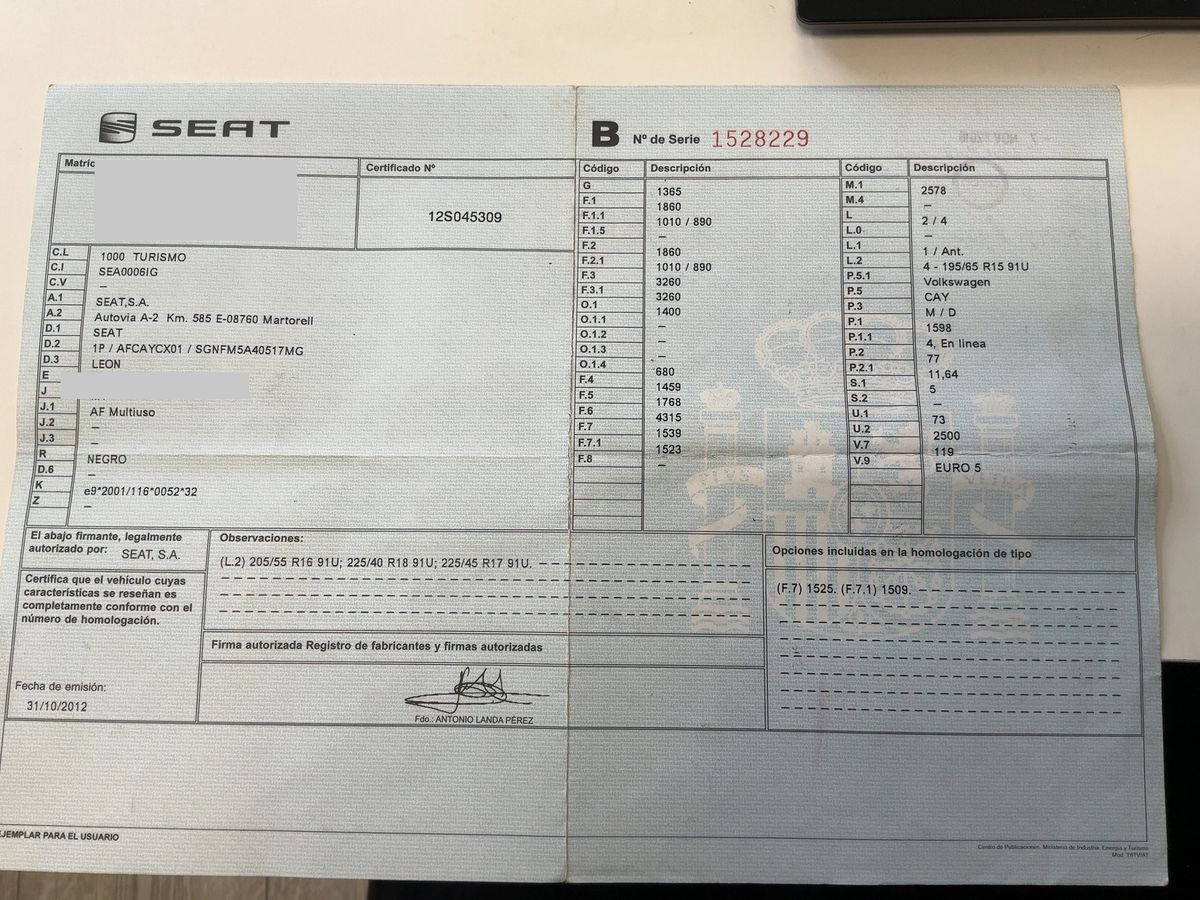 SEAT
Matríc
Certificado Nº
12S045309
C.L 1000 TURISMO
C.I SEA0006IG
C.V –
A.1 SEAT,S.A.
A.2 Autovia A-2 Km. 585 E-08760 Martorell
D.1 SEAT
D.2 1P / AFCAYCX01 / SGNFM5A40517MG
D.3 LEON
E
J
J.1 AF Multiuso
J.2 –
J.3 –
R NEGRO
D.6 –
K e9*2001/116*0052*32
Z –
B Nº de Serie 1528229
Código Descripción
G 1365
F.1 1860
F.1.1 1010 / 890
F.1.5 –
F.2 1860
F.2.1 1010 / 890
F.3 3260
F.3.1 3260
O.1 1400
O.1.1 –
O.1.2 –
O.1.3 –
O.1.4 680
F.4 1459
F.5 1768
F.6 4315
F.7 1539
F.7.1 1523
F.8 –
Código Descripción
M.1 2578
M.4 –
L 2 / 4
L.0 –
L.1 1 / Ant.
L.2 4 - 195/65 R15 91U
P.5.1 Volkswagen
P.5 CAY
P.3 M / D
P.1 1598
P.1.1 4, En linea
P.2 77
P.2.1 11,64
S.1 5
S.2 –
U.1 73
U.2 2500
V.7 119
V.9 EURO 5
El abajo firmante, legalmente
autorizado por: SEAT, S.A.
Certifica que el vehículo cuyas
características se reseñan es
completamente conforme con el
número de homologación.
Fecha de emisión:
31/10/2012
Observaciones:
(L.2) 205/55 R16 91U; 225/40 R18 91U; 225/45 R17 91U.
Firma autorizada Registro de fabricantes y firmas autorizadas
Fdo.: ANTONIO LANDA PÉREZ
Opciones incluidas en la homologación de tipo
(F.7) 1525. (F.7.1) 1509.
EJEMPLAR PARA EL USUARIO
Centro de Publicaciones. Ministerio de Industria, Energía y Turismo